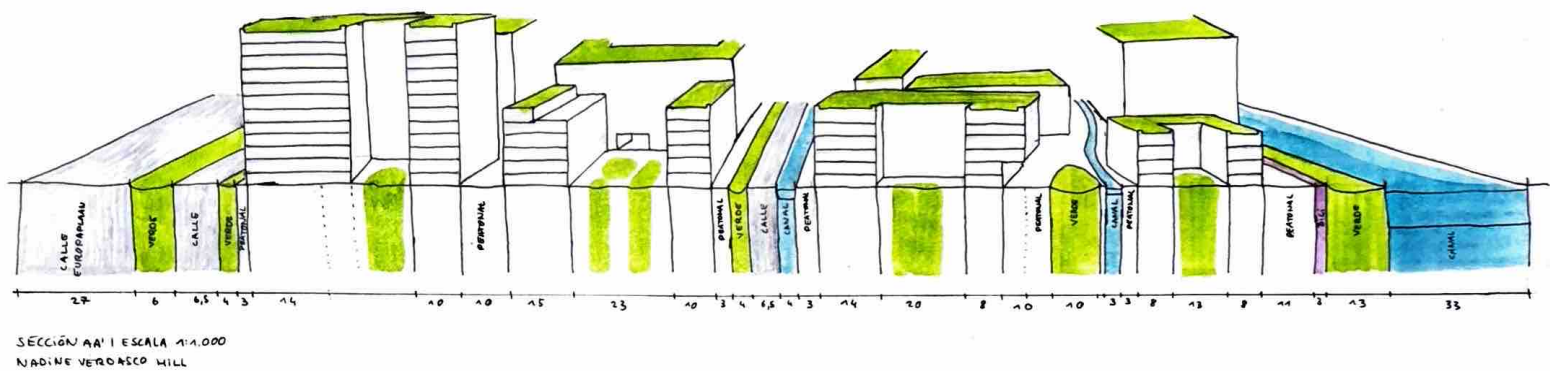 CALLE EUROPAPLAAN
VERDE
CALLE
VERDE
PEATONAL
PEATONAL
PEATONAL
VERDE
CALLE
CANAL
PEATONAL
PEATONAL
VERDE
CANAL
PEATONAL
PEATONAL
BICI
VERDE
CANAL
27 6 6,5 4 3 14 10 10 15 23 10 3 4 6,5 4 3 14 20 8 10 10 3 3 8 13 8 11 3 13 33
SECCIÓN AA' | ESCALA 1:1.000
NADINE VERDASCO HILL